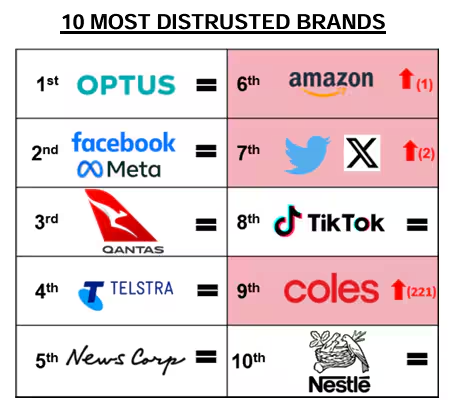 10 MOST DISTRUSTED BRANDS
1st OPTUS =
2nd facebook
Meta =
3rd QANTAS =
4th TELSTRA =
5th News Corp =
6th amazon (1)
7th X (2)
8th TikTok =
9th coles (221)
10th Nestlé =